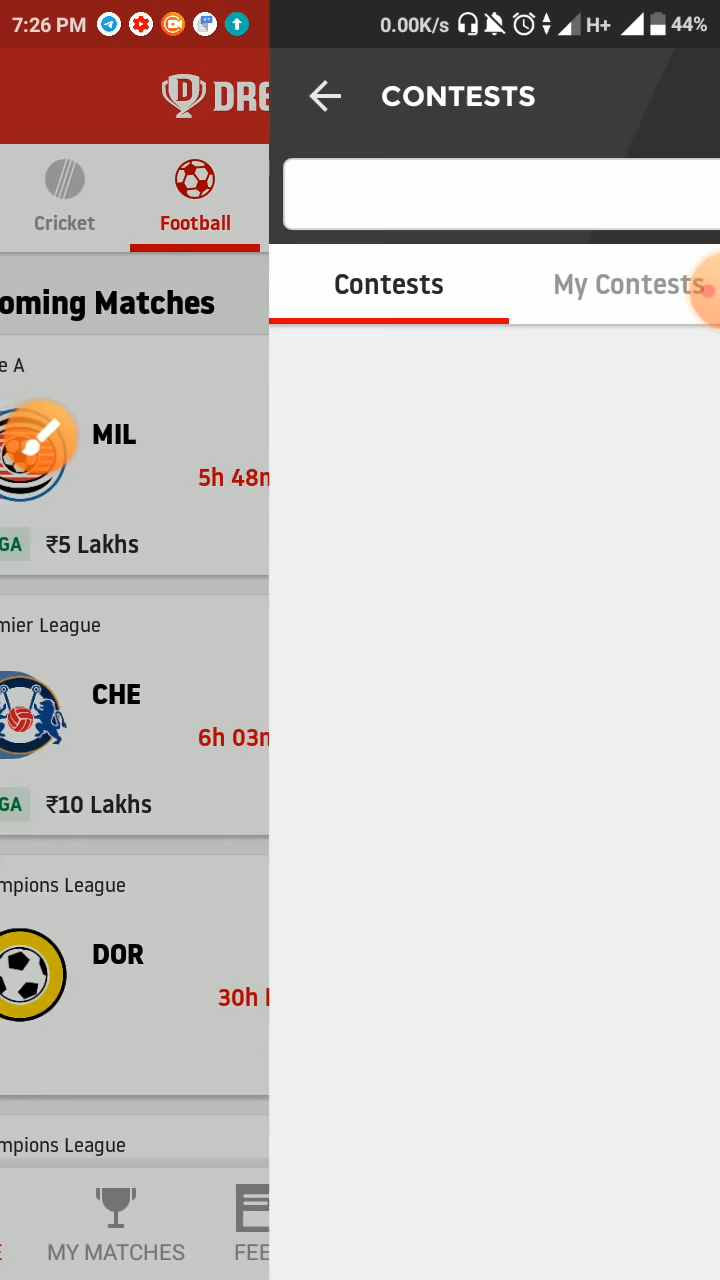 7:26 PM 0.00K/s H+ 44%
DRE
CONTESTS
Cricket
Football
Contests
My Contests
oming Matches
e A
MIL
5h 48m
GA ₹5 Lakhs
mier League
CHE
6h 03m
GA ₹10 Lakhs
mpions League
DOR
30h
mpions League
MY MATCHES
FEE